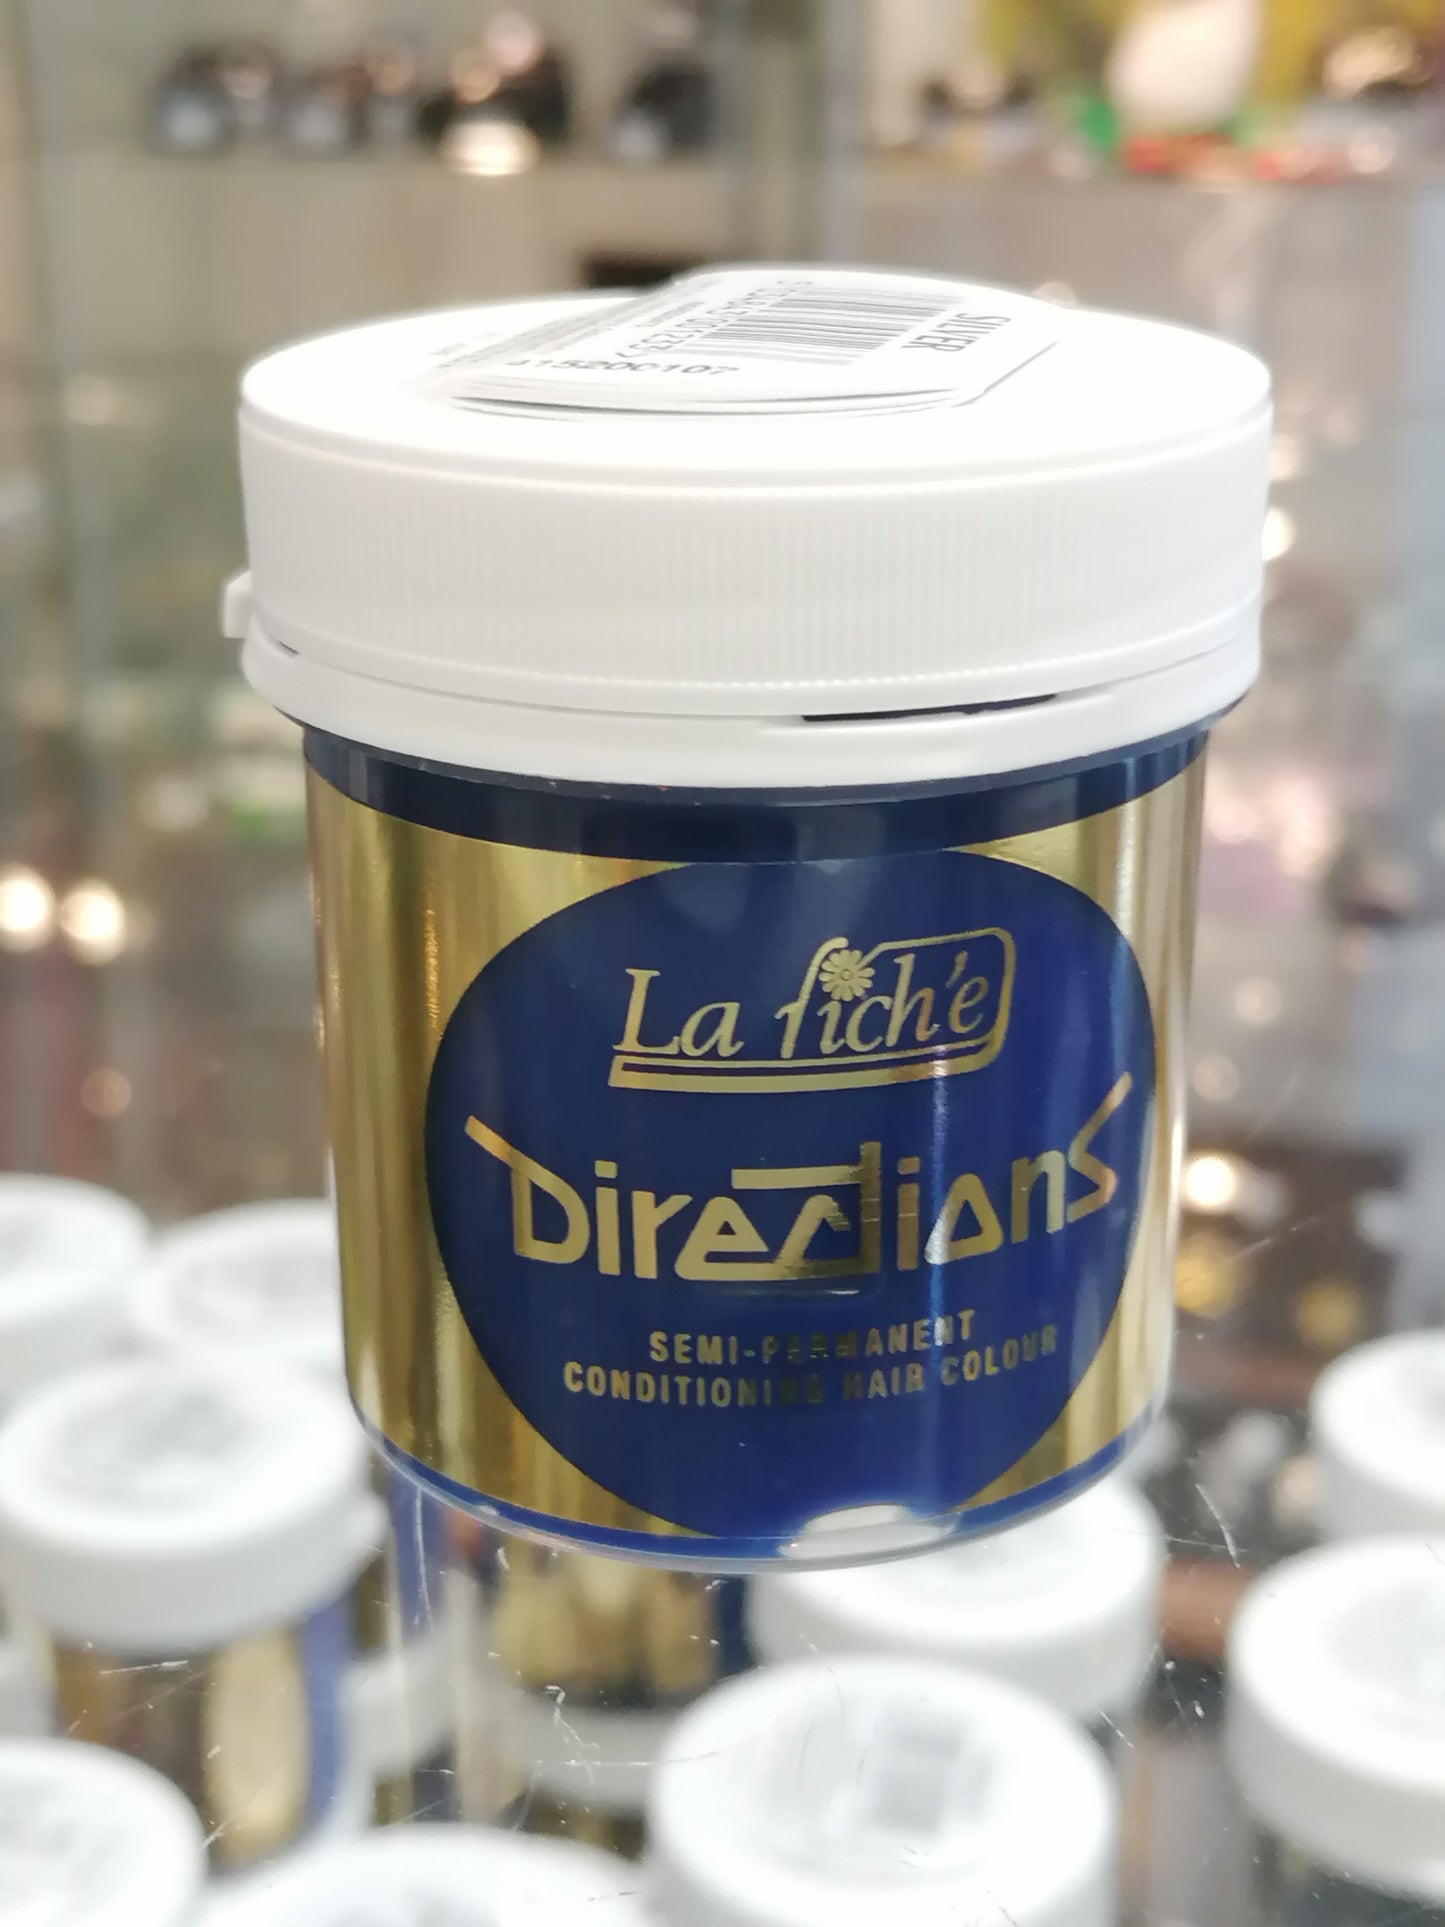 SILVER
La fich'e
Directions
SEMI-PERMANENT
CONDITIONING HAIR COLOUR